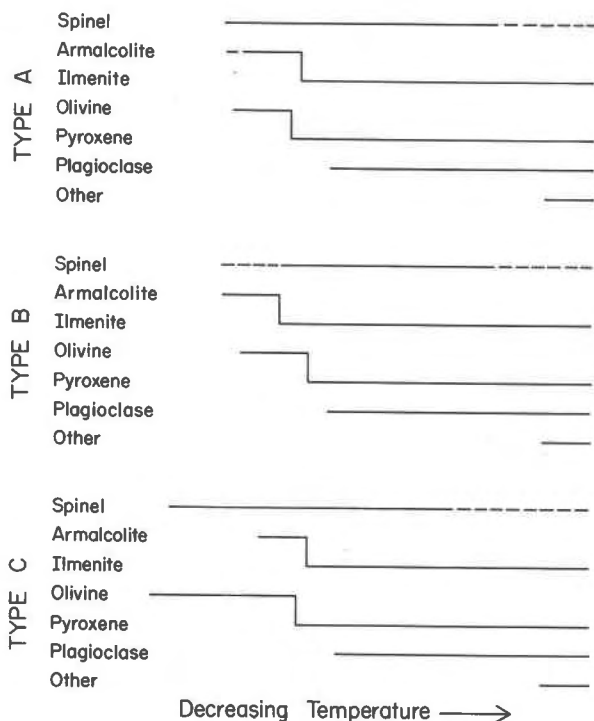 TYPE A
Spinel
Armalcolite
Ilmenite
Olivine
Pyroxene
Plagioclase
Other
TYPE B
Spinel
Armalcolite
Ilmenite
Olivine
Pyroxene
Plagioclase
Other
TYPE C
Spinel
Armalcolite
Ilmenite
Olivine
Pyroxene
Plagioclase
Other
Decreasing Temperature